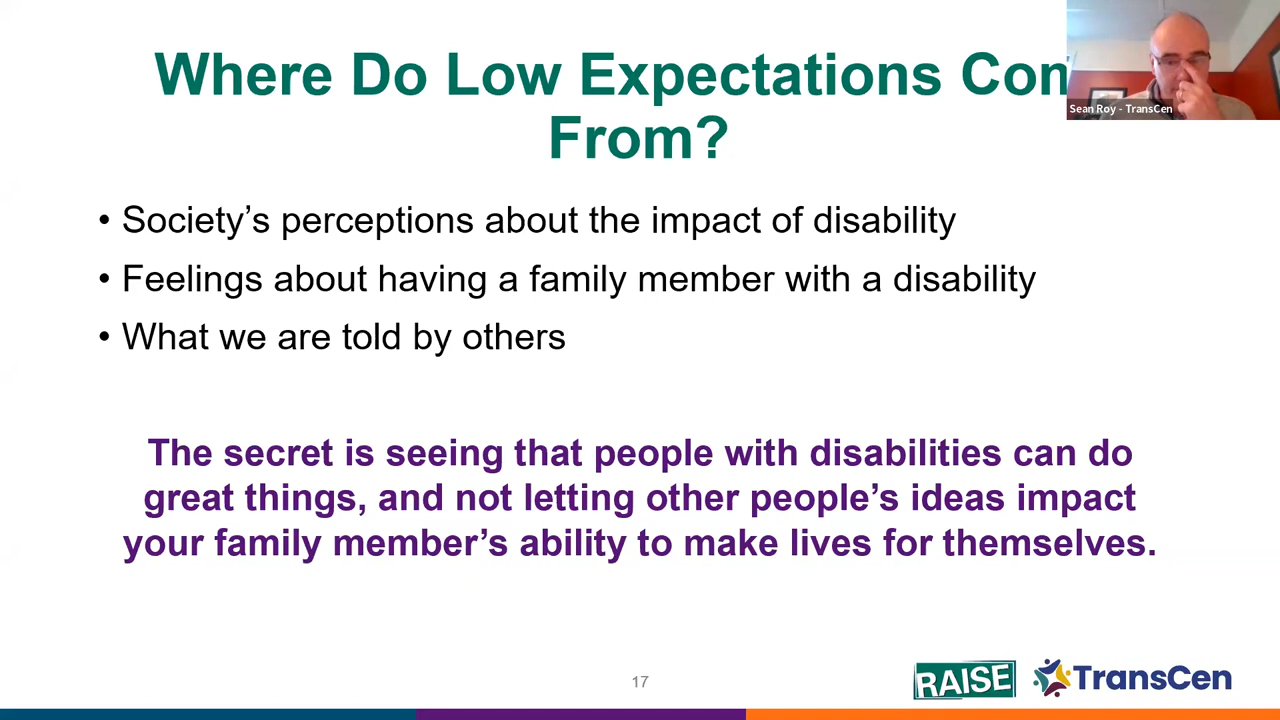 Where Do Low Expectations Com
From?
Sean Roy - TransCen
• Society’s perceptions about the impact of disability
• Feelings about having a family member with a disability
• What we are told by others
The secret is seeing that people with disabilities can do
great things, and not letting other people’s ideas impact
your family member’s ability to make lives for themselves.
17
RAISE
TransCen